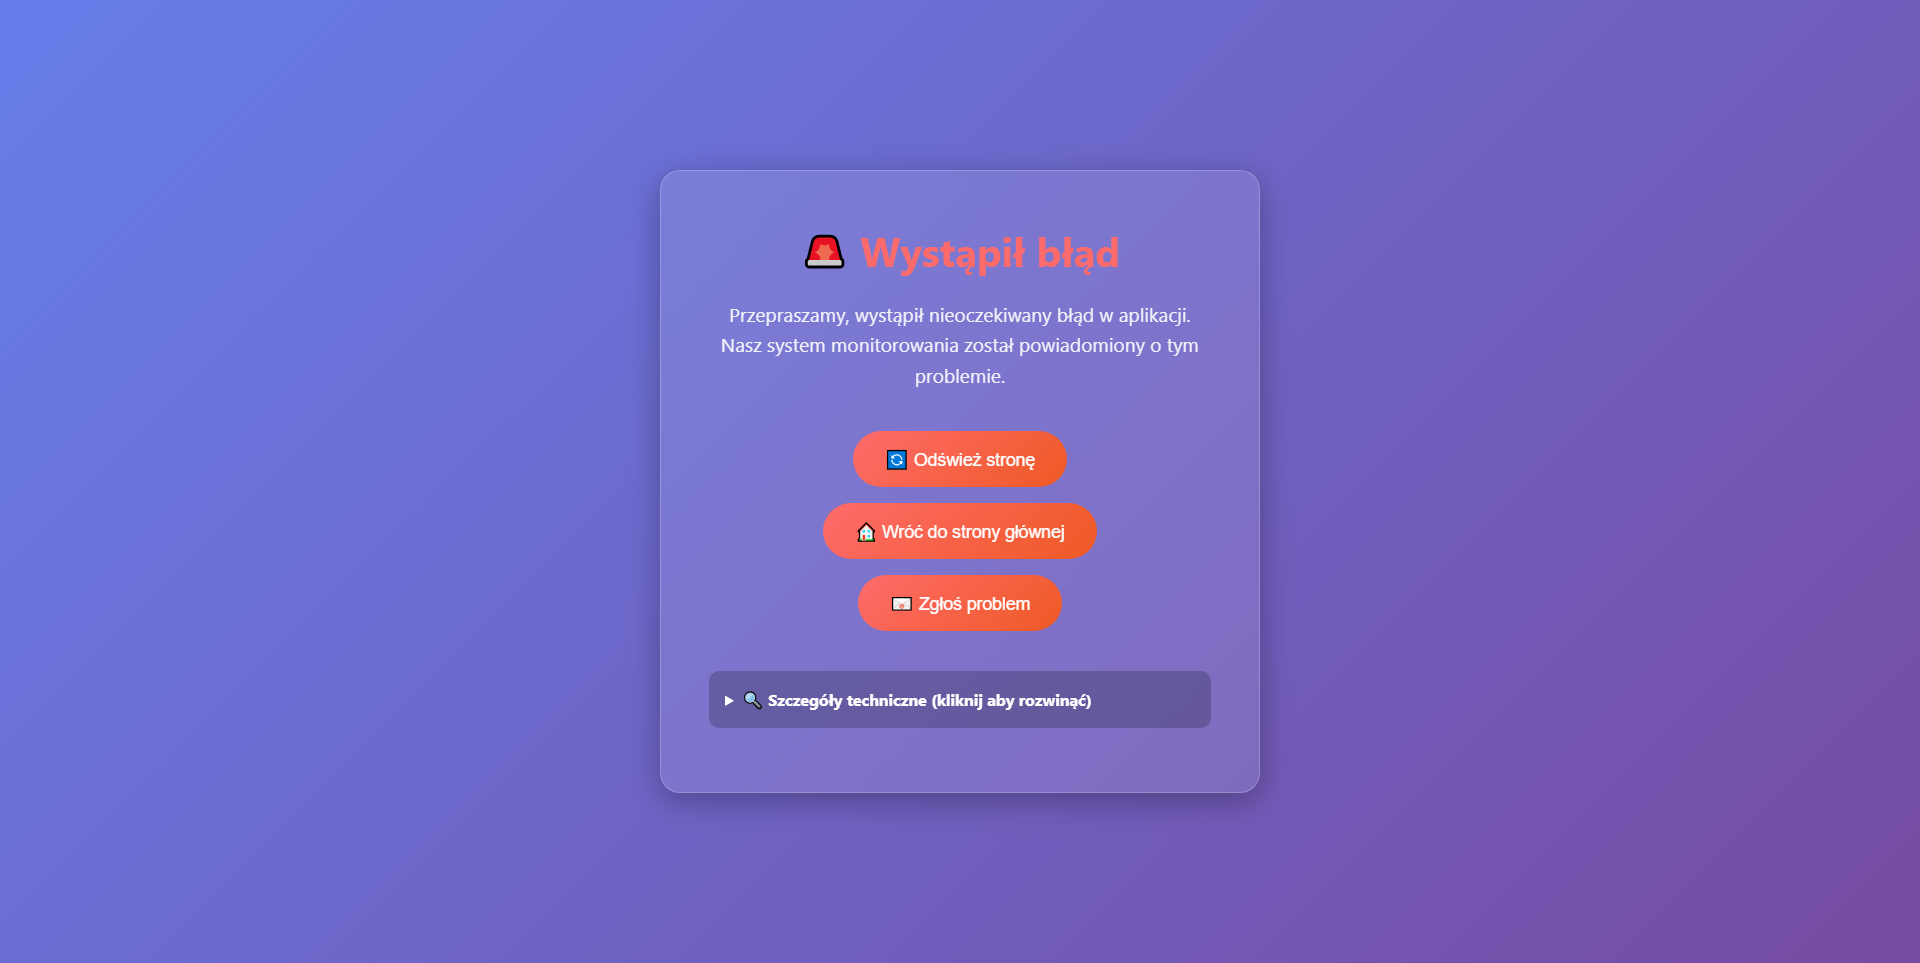 Wystąpił błąd
Przepraszamy, wystąpił nieoczekiwany błąd w aplikacji.
Nasz system monitorowania został powiadomiony o tym
problemie.
Odśwież stronę
Wróć do strony głównej
Zgłoś problem
Szczegóły techniczne (kliknij aby rozwinąć)